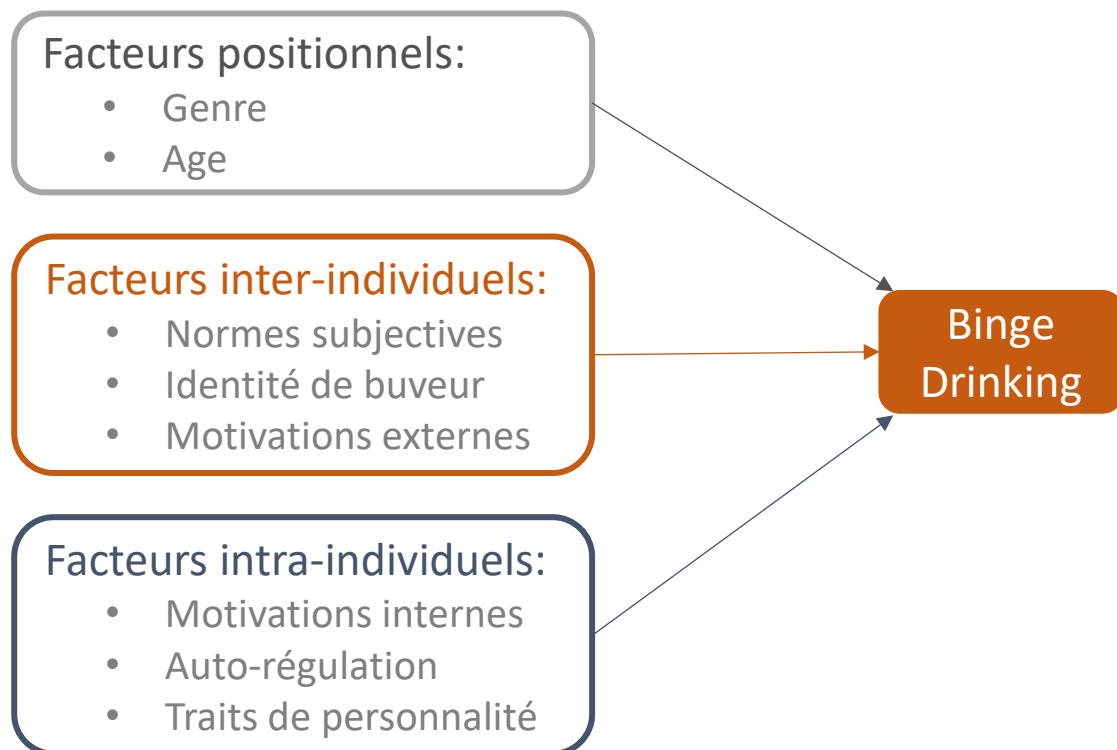 Facteurs positionnels:
• Genre
• Age
Facteurs inter-individuels:
• Normes subjectives
• Identité de buveur
• Motivations externes
Binge
Drinking
Facteurs intra-individuels:
• Motivations internes
• Auto-régulation
• Traits de personnalité